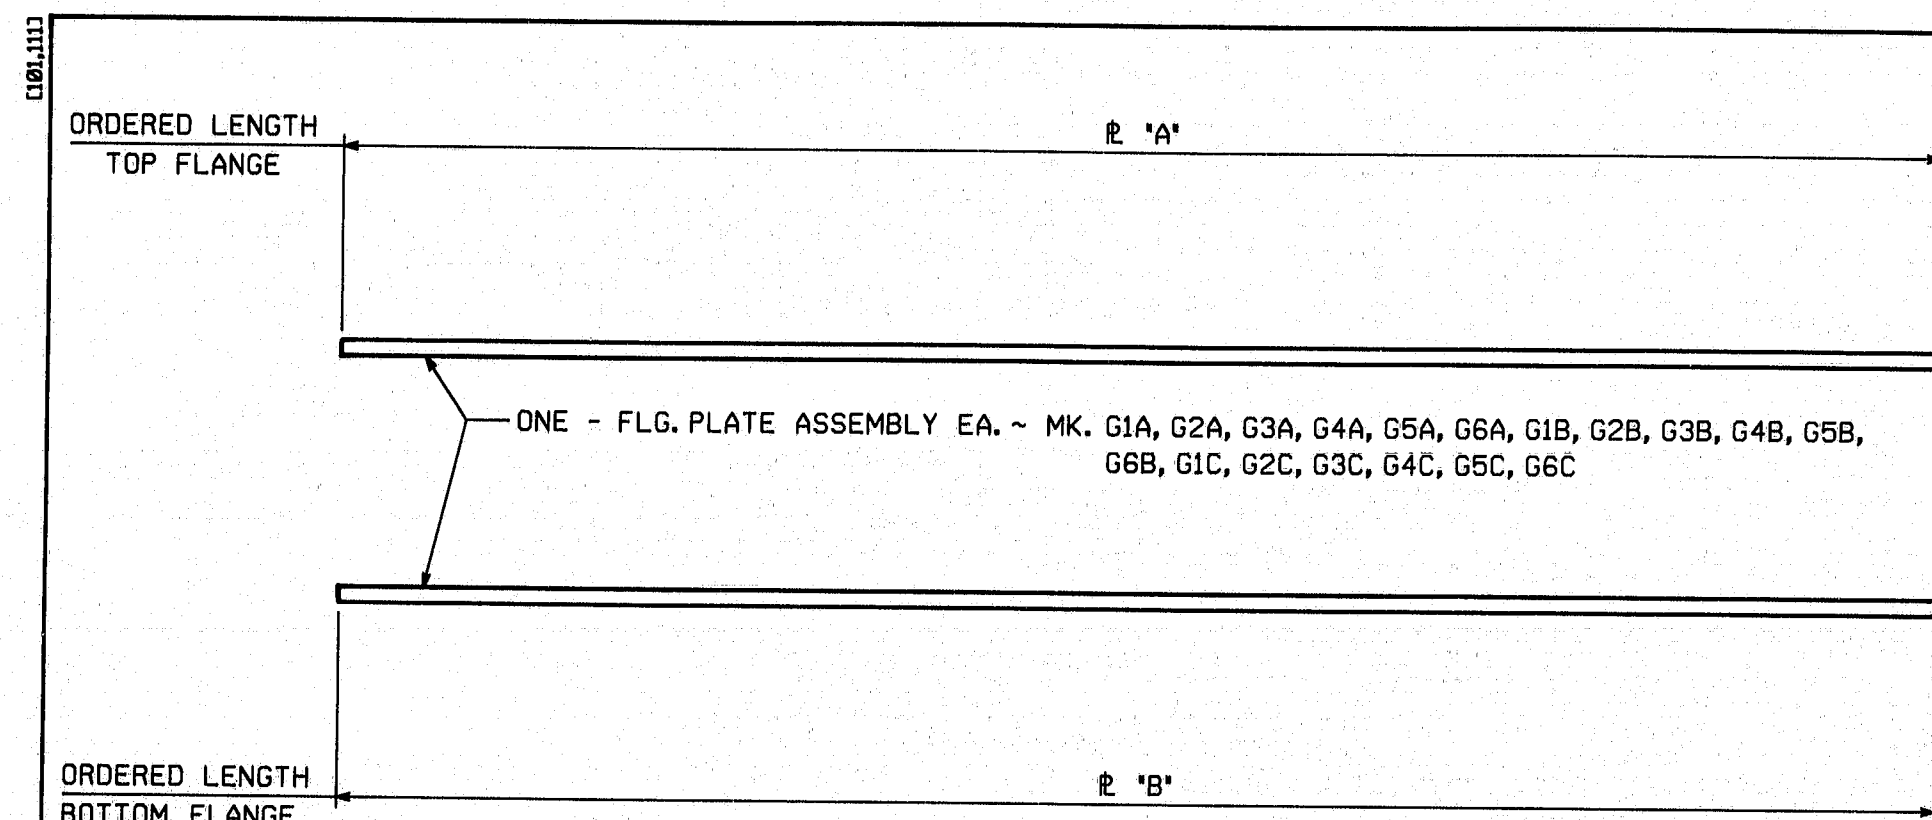 [101,111]
ORDERED LENGTH
TOP FLANGE
℄ "A"
ONE - FLG. PLATE ASSEMBLY EA. ~ MK. G1A, G2A, G3A, G4A, G5A, G6A, G1B, G2B, G3B, G4B, G5B,
G6B, G1C, G2C, G3C, G4C, G5C, G6C
ORDERED LENGTH
BOTTOM FLANGE
℄ "B"